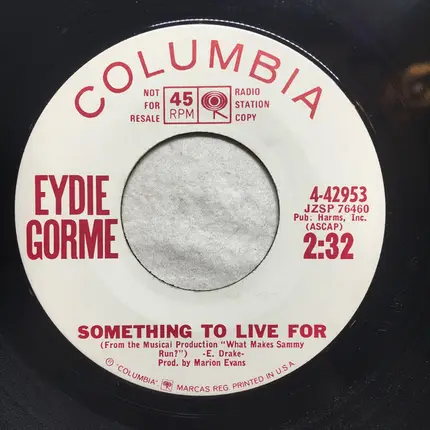 COLUMBIA
NOT FOR RESALE
45 RPM
RADIO STATION COPY
EYDIE GORME
4-42953
JZSP 76460
Pub. Harms, Inc.
(ASCAP)
2:32
SOMETHING TO LIVE FOR
(From the Musical Production "What Makes Sammy
Run?") -E. Drake-
Prod. by Marion Evans
Ⓟ "COLUMBIA", MARCAS REG. PRINTED IN U.S.A.